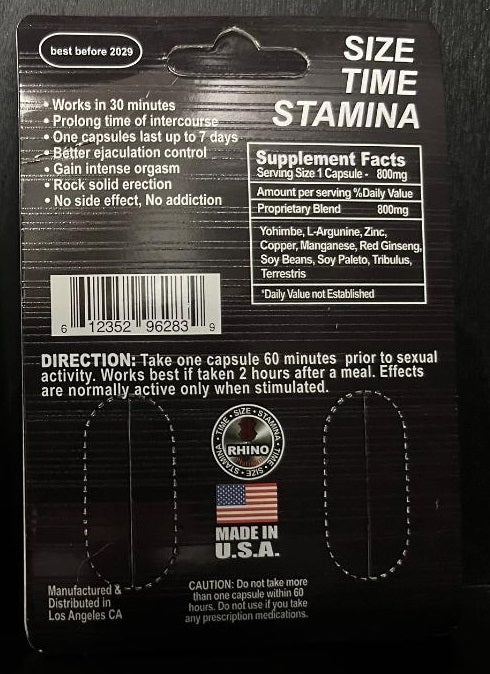 best before 2029
SIZE
TIME
STAMINA
• Works in 30 minutes
• Prolong time of intercourse
• One capsules last up to 7 days
• Better ejaculation control
• Gain intense orgasm
• Rock solid erection
• No side effect, No addiction
Supplement Facts
Serving Size 1 Capsule - 800mg
Amount per serving %Daily Value
Proprietary Blend 800mg
Yohimbe, L-Argunine, Zinc,
Copper, Manganese, Red Ginseng,
Soy Beans, Soy Paleto, Tribulus,
Terrestris
*Daily Value not Established
6 12352 96283 9
DIRECTION: Take one capsule 60 minutes prior to sexual
activity. Works best if taken 2 hours after a meal. Effects
are normally active only when stimulated.
TIME • SIZE • STAMINA • TIME • SIZE • STAMINA •
RHINO
MADE IN
U.S.A.
Manufactured &
Distributed in
Los Angeles CA
CAUTION: Do not take more
than one capsule within 60
hours. Do not use if you take
any prescription medications.